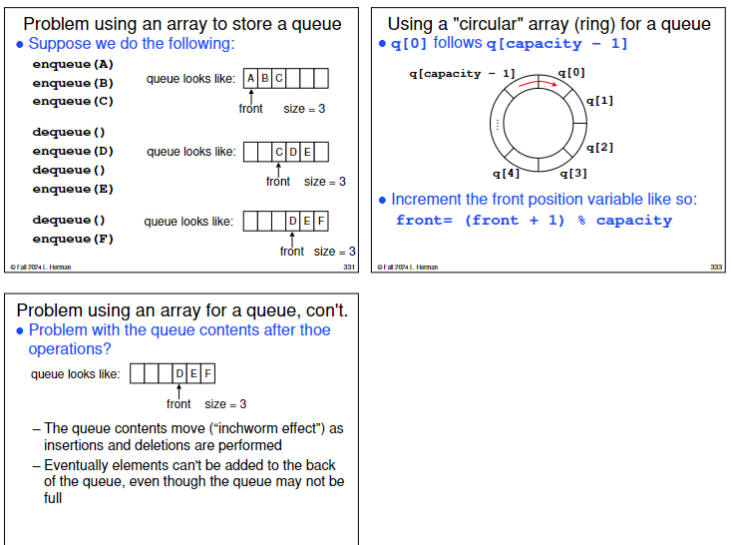 Problem using an array to store a queue
• Suppose we do the following:
enqueue(A)
enqueue(B)
enqueue(C)
queue looks like: A B C
front size = 3
dequeue()
enqueue(D)
dequeue()
enqueue(E)
queue looks like: C D E
front size = 3
dequeue()
enqueue(F)
queue looks like: D E F
front size = 3
© Fall 2024 L. Herman 331
Using a "circular" array (ring) for a queue
• q[0] follows q[capacity - 1]
q[capacity - 1] q[0]
q[1]
q[2]
q[4] q[3]
...
• Increment the front position variable like so:
front= (front + 1) % capacity
© Fall 2024 L. Herman 333
Problem using an array for a queue, con't.
• Problem with the queue contents after thoe
operations?
queue looks like: D E F
front size = 3
– The queue contents move ("inchworm effect") as
insertions and deletions are performed
– Eventually elements can't be added to the back
of the queue, even though the queue may not be
full